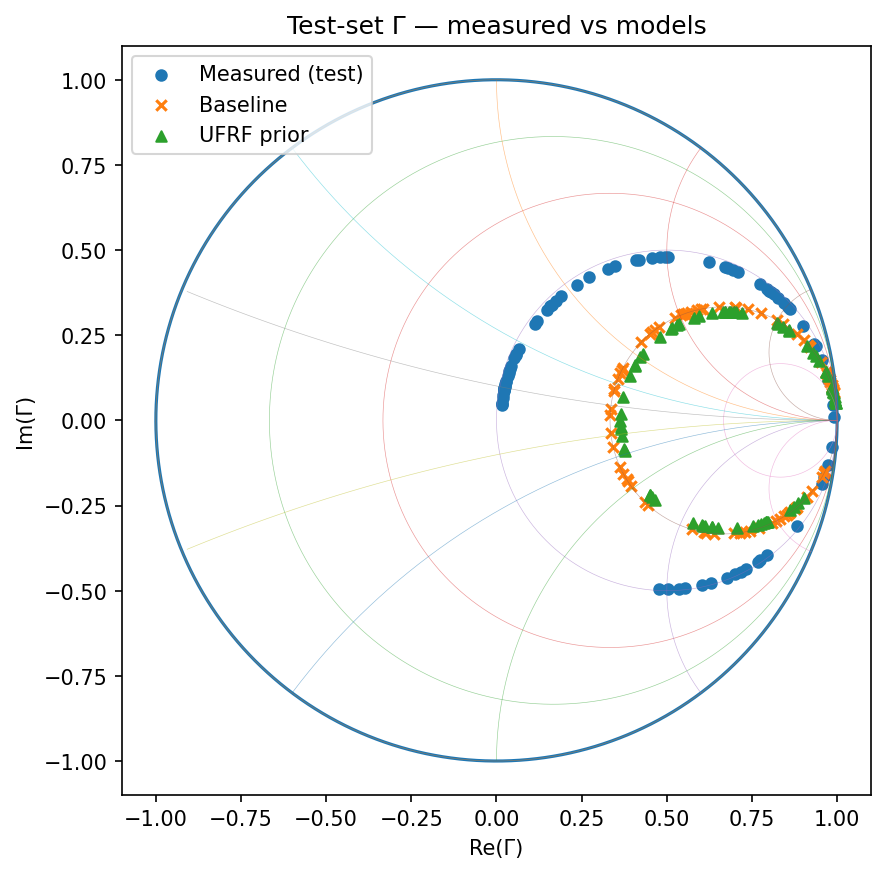 Test-set Γ — measured vs models
Measured (test)
Baseline
UFRF prior
1.00
0.75
0.50
0.25
0.00
−0.25
−0.50
−0.75
−1.00
Im(Γ)
−1.00 −0.75 −0.50 −0.25 0.00 0.25 0.50 0.75 1.00
Re(Γ)